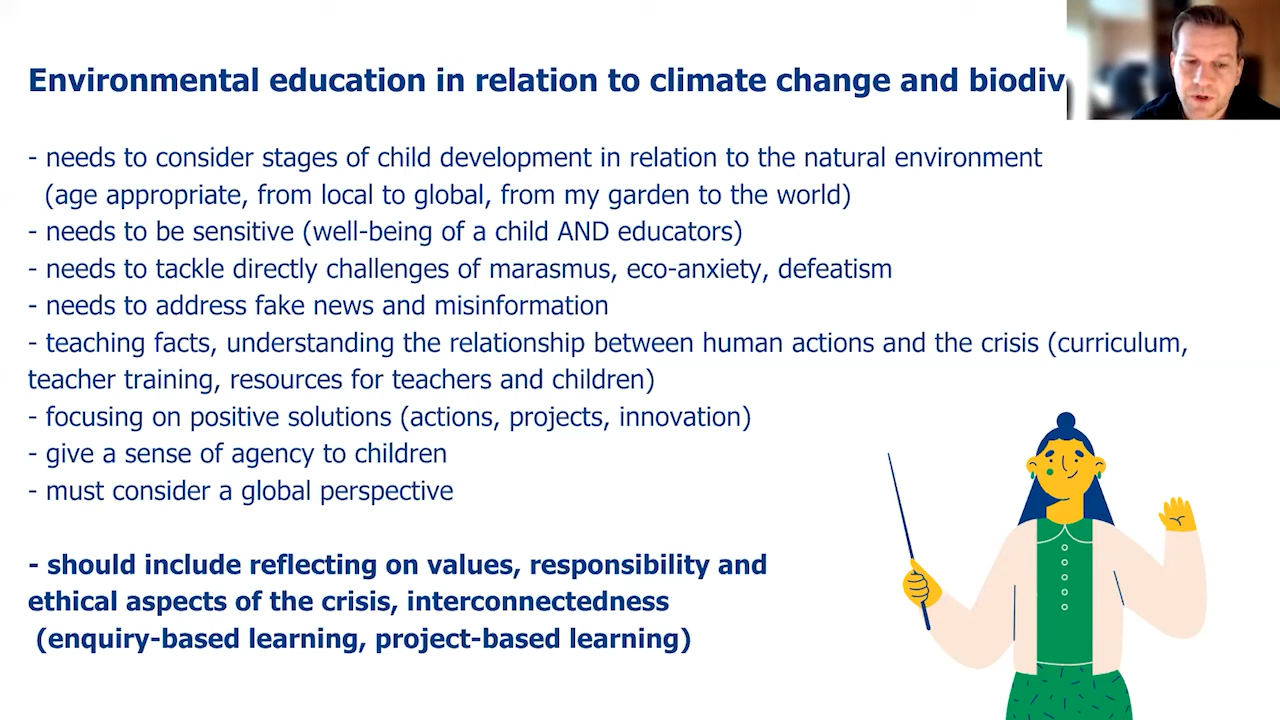 Environmental education in relation to climate change and biodiv
- needs to consider stages of child development in relation to the natural environment
(age appropriate, from local to global, from my garden to the world)
- needs to be sensitive (well-being of a child AND educators)
- needs to tackle directly challenges of marasmus, eco-anxiety, defeatism
- needs to address fake news and misinformation
- teaching facts, understanding the relationship between human actions and the crisis (curriculum,
teacher training, resources for teachers and children)
- focusing on positive solutions (actions, projects, innovation)
- give a sense of agency to children
- must consider a global perspective
- should include reflecting on values, responsibility and
ethical aspects of the crisis, interconnectedness
(enquiry-based learning, project-based learning)